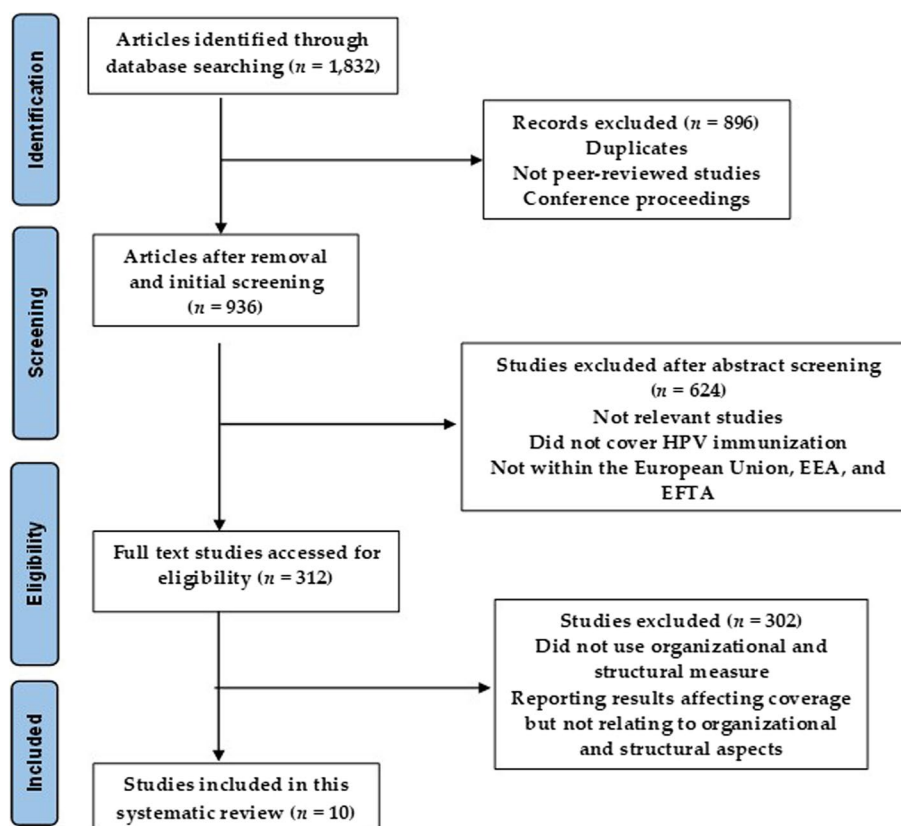 Identification
Articles identified through
database searching (n = 1,832)
Records excluded (n = 896)
Duplicates
Not peer-reviewed studies
Conference proceedings
Screening
Articles after removal
and initial screening
(n = 936)
Studies excluded after abstract screening
(n = 624)
Not relevant studies
Did not cover HPV immunization
Not within the European Union, EEA, and
EFTA
Eligibility
Full text studies accessed for
eligibility (n = 312)
Studies excluded (n = 302)
Did not use organizational and
structural measure
Reporting results affecting coverage
but not relating to organizational
and structural aspects
Included
Studies included in this
systematic review (n = 10)